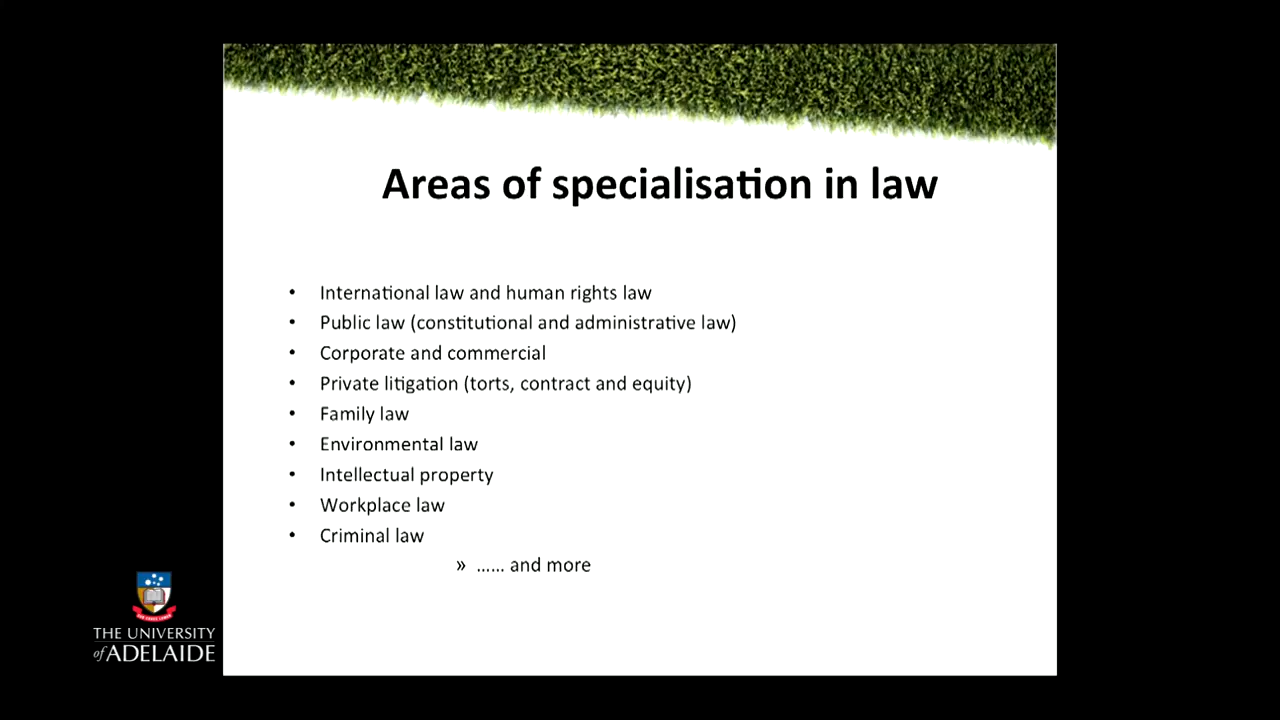 Areas of specialisation in law
• International law and human rights law
• Public law (constitutional and administrative law)
• Corporate and commercial
• Private litigation (torts, contract and equity)
• Family law
• Environmental law
• Intellectual property
• Workplace law
• Criminal law
» …… and more
THE UNIVERSITY
of ADELAIDE